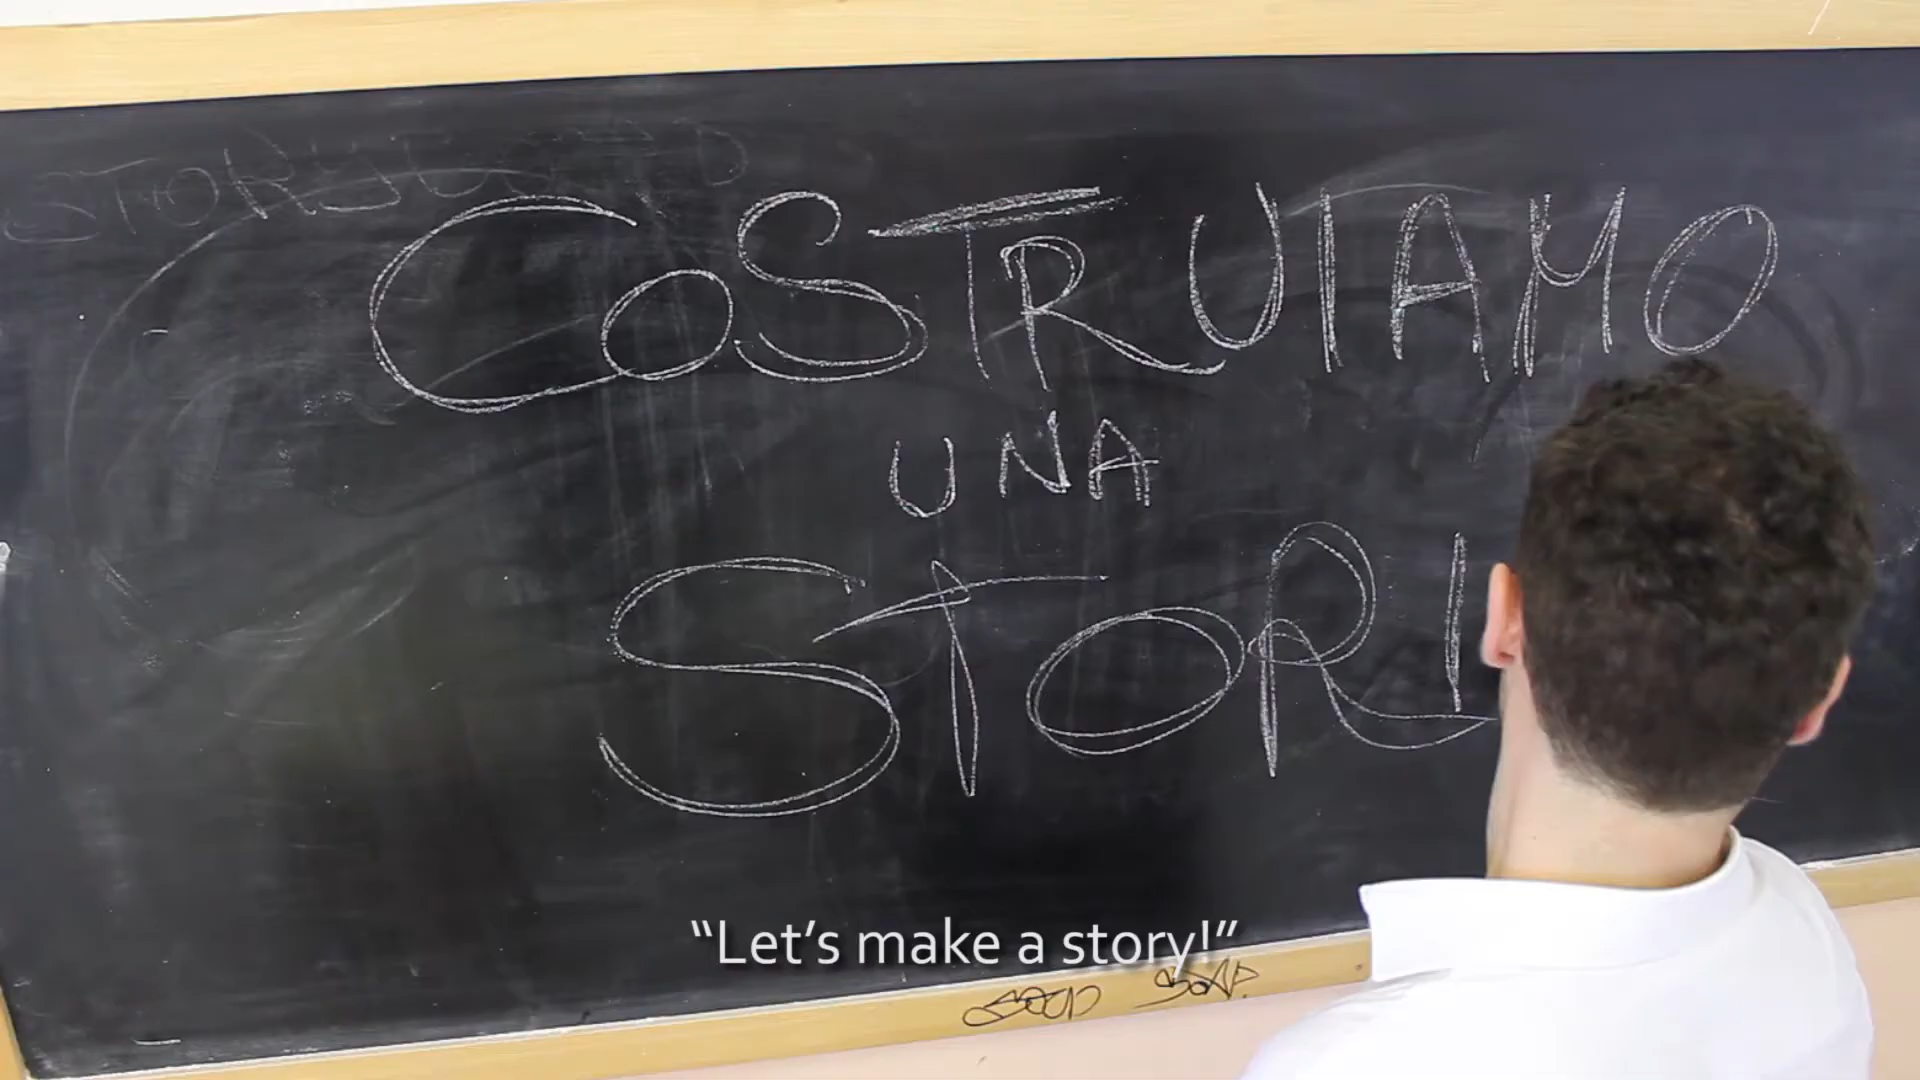 COSTRUIAMO
UNA
STORI
“Let’s make a story!”